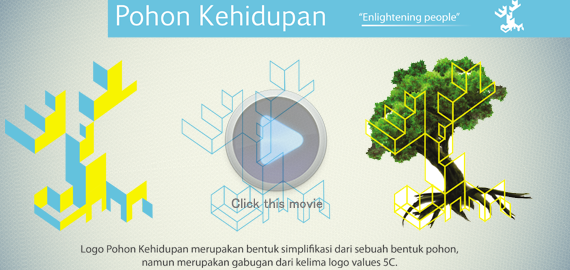 Pohon Kehidupan
"Enlightening people"
Click this movie
Logo Pohon Kehidupan merupakan bentuk simplifikasi dari sebuah bentuk pohon,
namun merupakan gabugan dari kelima logo values 5C.